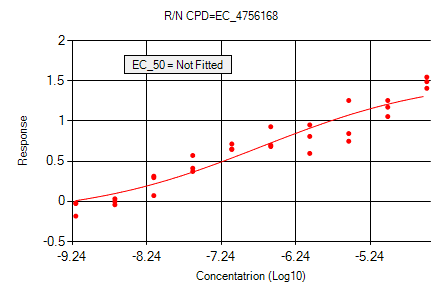 R/N CPD=EC_4756168
2
EC_50 = Not Fitted
1.5
1
Response
0.5
0
-0.5
-9.24 -8.24 -7.24 -6.24 -5.24
Concentatrion (Log10)